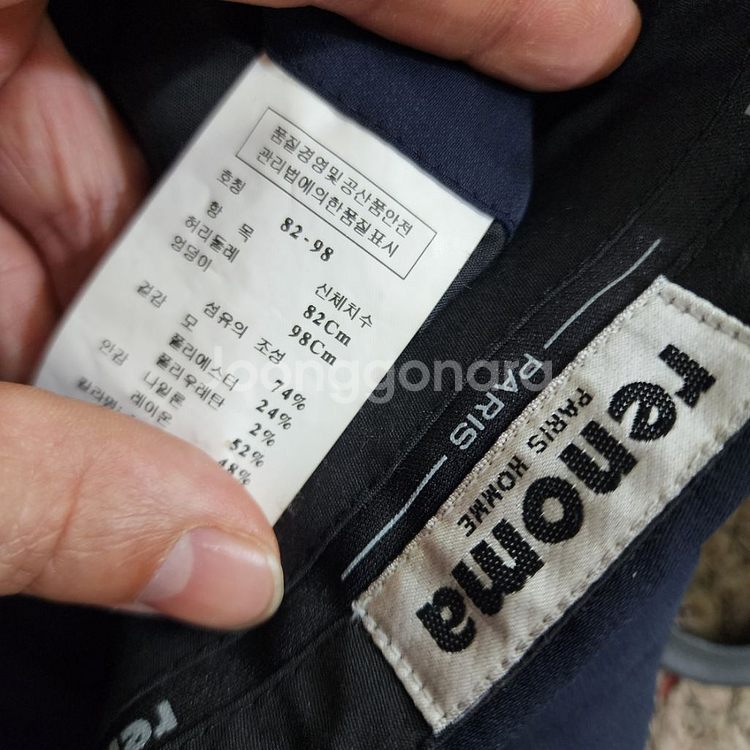 품질경영및공산품안전
관리법에의한품질표시
호칭 82-98
항 목 신체치수
허리둘레 82Cm
엉덩이 98Cm
섬유의 조성
겉감 모 74%
폴리에스터 24%
폴리우레탄 2%
안감 나일론 52%
레이온 48%
PARIS
renoma
PARIS HOMME
Joonggonara